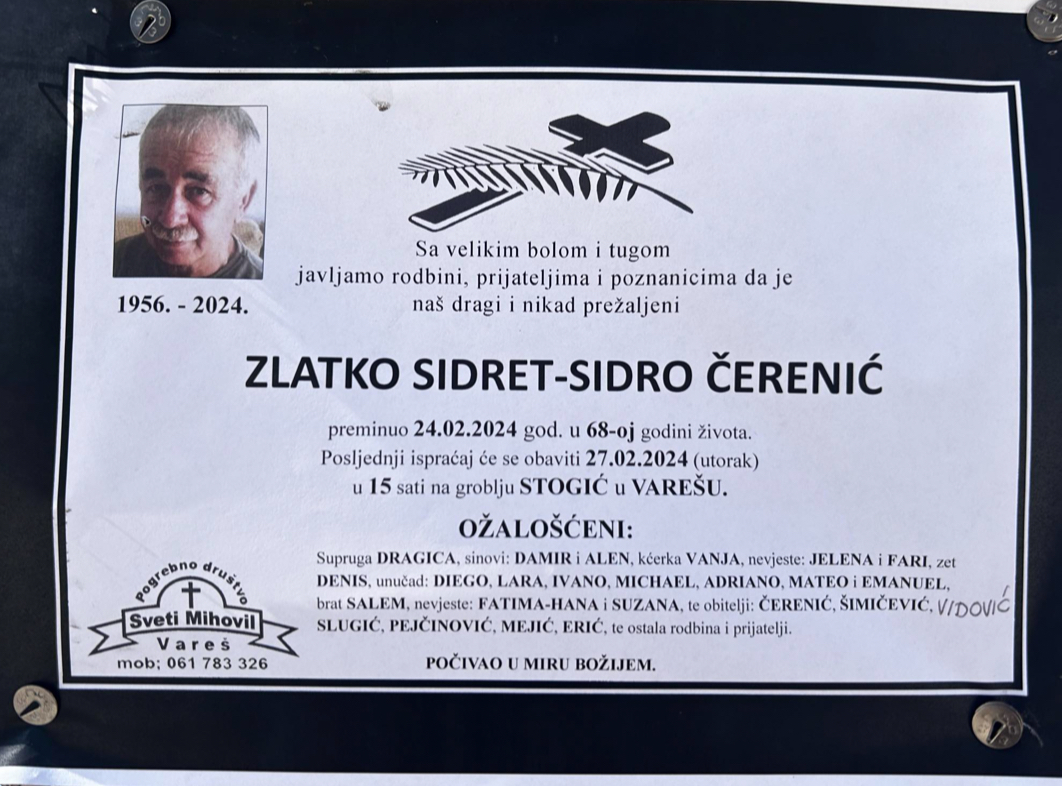 1956. - 2024.
Sa velikim bolom i tugom
javljamo rodbini, prijateljima i poznanicima da je
naš dragi i nikad prežaljeni
ZLATKO SIDRET-SIDRO ČERENIĆ
preminuo 24.02.2024 god. u 68-oj godini života.
Posljednji ispraćaj će se obaviti 27.02.2024 (utorak)
u 15 sati na groblju STOGIĆ u VAREŠU.
OŽALOŠĆENI:
Supruga DRAGICA, sinovi: DAMIR i ALEN, kćerka VANJA, nevjeste: JELENA i FARI, zet
DENIS, unučad: DIEGO, LARA, IVANO, MICHAEL, ADRIANO, MATEO i EMANUEL,
brat SALEM, nevjeste: FATIMA-HANA i SUZANA, te obitelji: ČERENIĆ, ŠIMIČEVIĆ, VIDOVIĆ
SLUGIĆ, PEJČINOVIĆ, MEJIĆ, ERIĆ, te ostala rodbina i prijatelji.
POČIVAO U MIRU BOŽIJEM.
Pogrebno društvo
Sveti Mihovil
Vareš
mob; 061 783 326